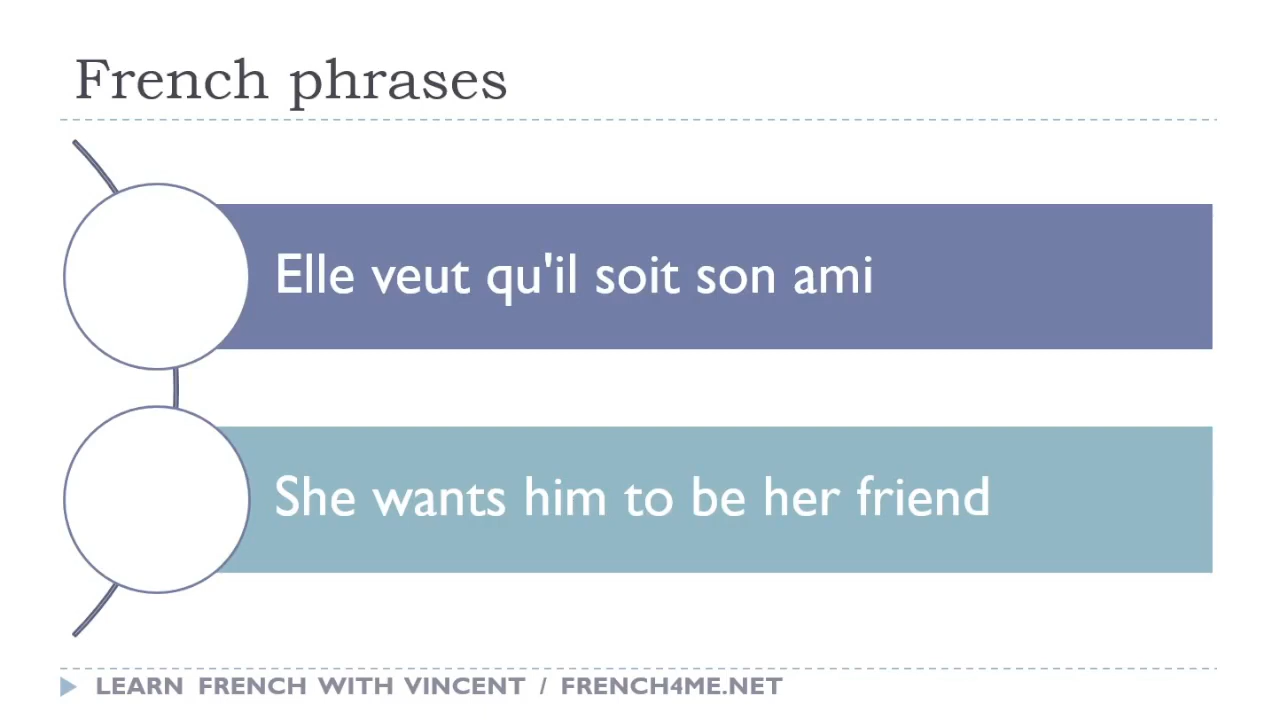 French phrases
Elle veut qu'il soit son ami
She wants him to be her friend
LEARN FRENCH WITH VINCENT / FRENCH4ME.NET